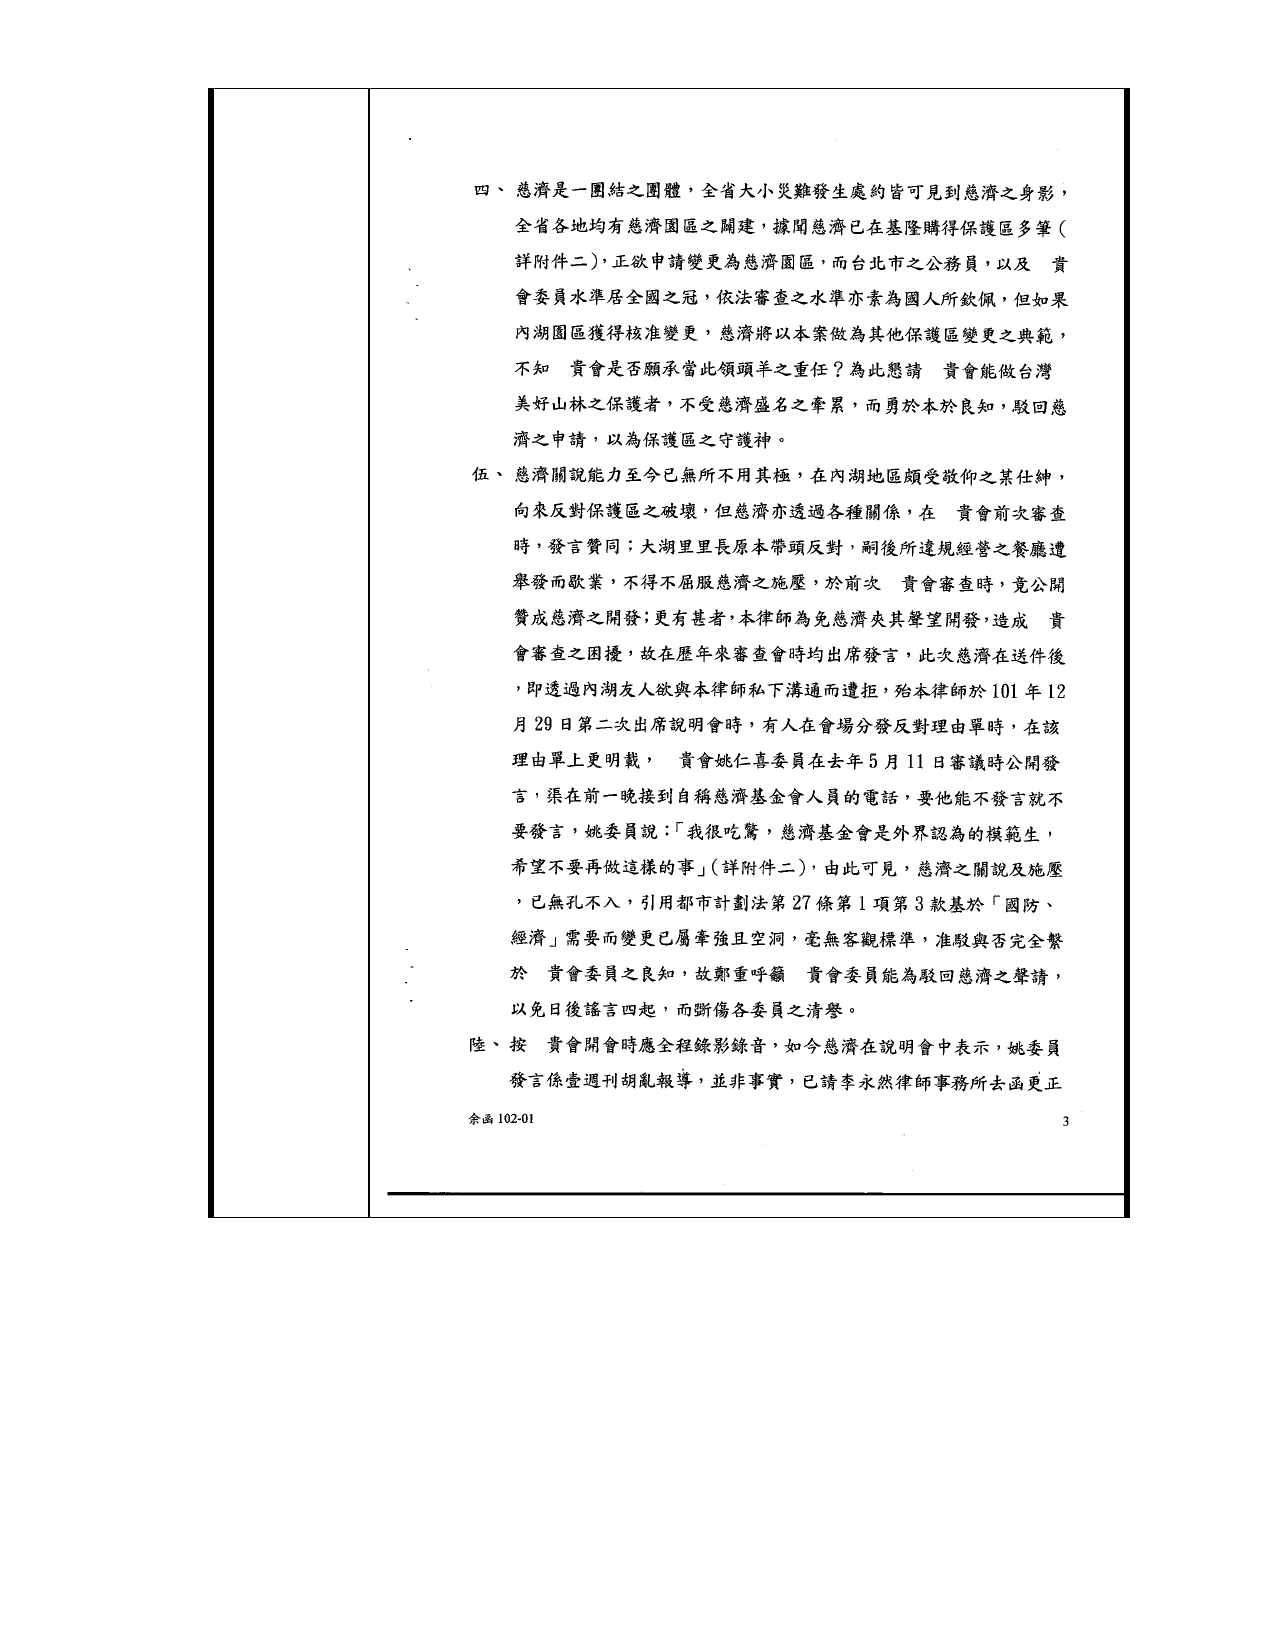 四、慈濟是一團結之團體，全省大小災難發生處約皆可見到慈濟之身影，
全省各地均有慈濟園區之闢建，據聞慈濟已在基隆購得保護區多筆（
詳附件二），正欲申請變更為慈濟園區，而台北市之公務員，以及　貴
會委員水準居全國之冠，依法審查之水準亦素為國人所欽佩，但如果
內湖園區獲得核准變更，慈濟將以本案做為其他保護區變更之典範，
不知　貴會是否願承當此領頭羊之重任？為此懇請　貴會能做台灣
美好山林之保護者，不受慈濟盛名之牽累，而勇於本於良知，駁回慈
濟之申請，以為保護區之守護神。
伍、慈濟關說能力至今已無所不用其極，在內湖地區頗受敬仰之某仕紳，
向來反對保護區之破壞，但慈濟亦透過各種關係，在　貴會前次審查
時，發言贊同；大湖里里長原本帶頭反對，嗣後所違規經營之餐廳遭
舉發而歇業，不得不屈服慈濟之施壓，於前次　貴會審查時，竟公開
贊成慈濟之開發；更有甚者，本律師為免慈濟夾其聲望開發，造成　貴
會審查之困擾，故在歷年來審查會時均出席發言，此次慈濟在送件後
，即透過內湖友人欲與本律師私下溝通而遭拒，殆本律師於 101 年 12
月 29 日第二次出席說明會時，有人在會場分發反對理由單時，在該
理由單上更明載，　貴會姚仁喜委員在去年 5 月 11 日審議時公開發
言，渠在前一晚接到自稱慈濟基金會人員的電話，要他能不發言就不
要發言，姚委員說：「我很吃驚，慈濟基金會是外界認為的模範生，
希望不要再做這樣的事」（詳附件二），由此可見，慈濟之關說及施壓
，已無孔不入，引用都市計劃法第 27 條第 1 項第 3 款基於「國防、
經濟」需要而變更已屬牽強且空洞，毫無客觀標準，准駁與否完全繫
於　貴會委員之良知，故鄭重呼籲　貴會委員能為駁回慈濟之聲請，
以免日後謠言四起，而斲傷各委員之清譽。
陸、按　貴會開會時應全程錄影錄音，如今慈濟在說明會中表示，姚委員
發言係壹週刊胡亂報導，並非事實，已請李永然律師事務所去函更正
余函 102-01　3